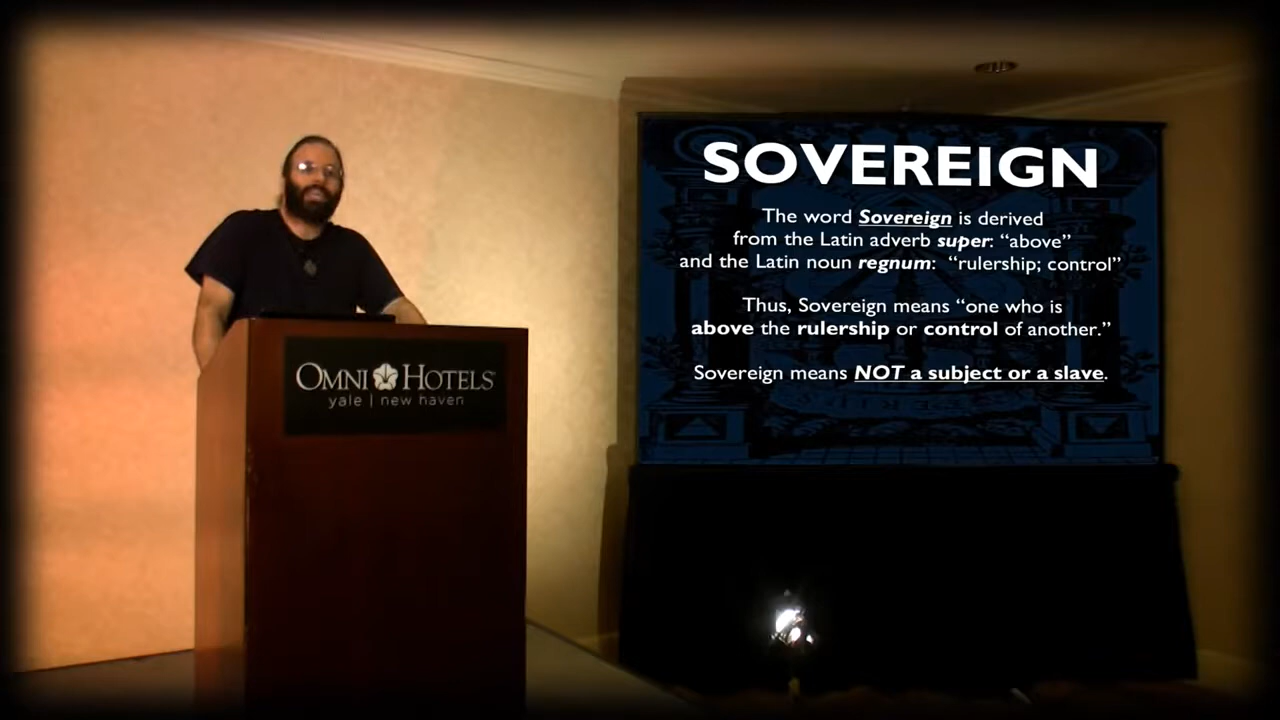 SOVEREIGN
The word Sovereign is derived
from the Latin adverb super: “above”
and the Latin noun regnum: “rulership; control”
Thus, Sovereign means “one who is
above the rulership or control of another.”
Sovereign means NOT a subject or a slave.
OMNI HOTELS
yale | new haven